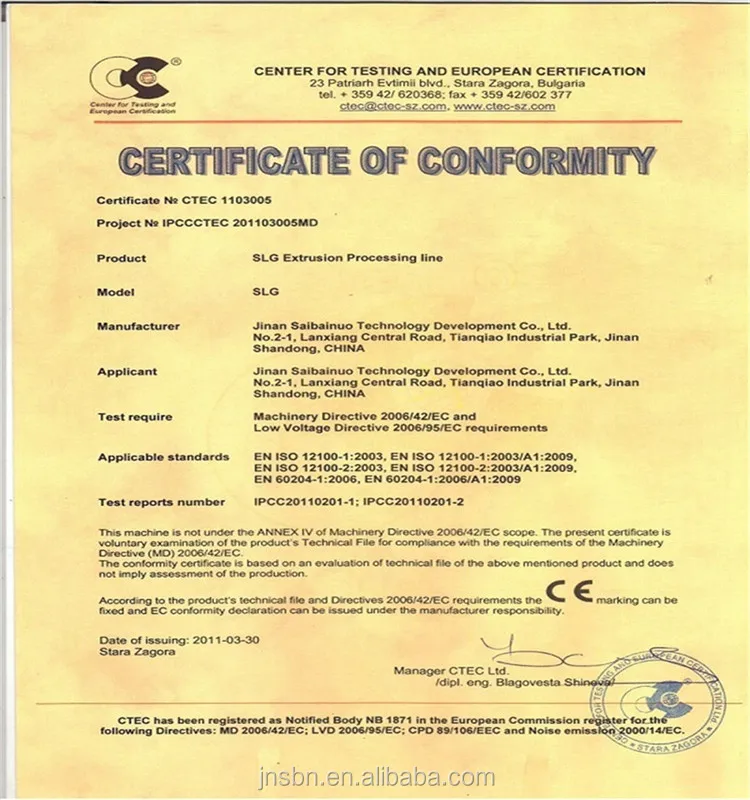 ®
Center for Testing and
European Certification
CENTER FOR TESTING AND EUROPEAN CERTIFICATION
23 Patriarh Evtimii blvd., Stara Zagora, Bulgaria
tel. + 359 42/ 620368; fax + 359 42/602 377
ctec@ctec-sz.com, www.ctec-sz.com
CERTIFICATE OF CONFORMITY
Certificate № CTEC 1103005
Project № IPCCCTEC 201103005MD
Product SLG Extrusion Processing line
Model SLG
Manufacturer Jinan Saibainuo Technology Development Co., Ltd.
No.2-1, Lanxiang Central Road, Tianqiao Industrial Park, Jinan
Shandong, CHINA
Applicant Jinan Saibainuo Technology Development Co., Ltd.
No.2-1, Lanxiang Central Road, Tianqiao Industrial Park, Jinan
Shandong, CHINA
Test require Machinery Directive 2006/42/EC and
Low Voltage Directive 2006/95/EC requirements
Applicable standards EN ISO 12100-1:2003, EN ISO 12100-1:2003/A1:2009,
EN ISO 12100-2:2003, EN ISO 12100-2:2003/A1:2009,
EN 60204-1:2006, EN 60204-1:2006/A1:2009
Test reports number IPCC20110201-1; IPCC20110201-2
This machine is not under the ANNEX IV of Machinery Directive 2006/42/EC scope. The present certificate is
voluntary examination of the product's Technical File for compliance with the requirements of the Machinery
Directive (MD) 2006/42/EC.
The conformity certificate is based on an evaluation of technical file of the above mentioned product and does
not imply assessment of the production.
According to the product's technical file and Directives 2006/42/EC requirements the CE marking can be
fixed and EC conformity declaration can be issued under the manufacturer responsibility.
Date of issuing: 2011-03-30
Stara Zagora
Manager CTEC Ltd.
/dipl. eng. Blagovesta Shineva/
CENTER FOR TESTING AND EUROPEAN CERTIFICATION Ltd.
STARA ZAGORA
CTEC has been registered as Notified Body NB 1871 in the European Commission register for the
following Directives: MD 2006/42/EC; LVD 2006/95/EC; CPD 89/106/EEC and Noise emission 2000/14/EC.
jnsbn.en.alibaba.com